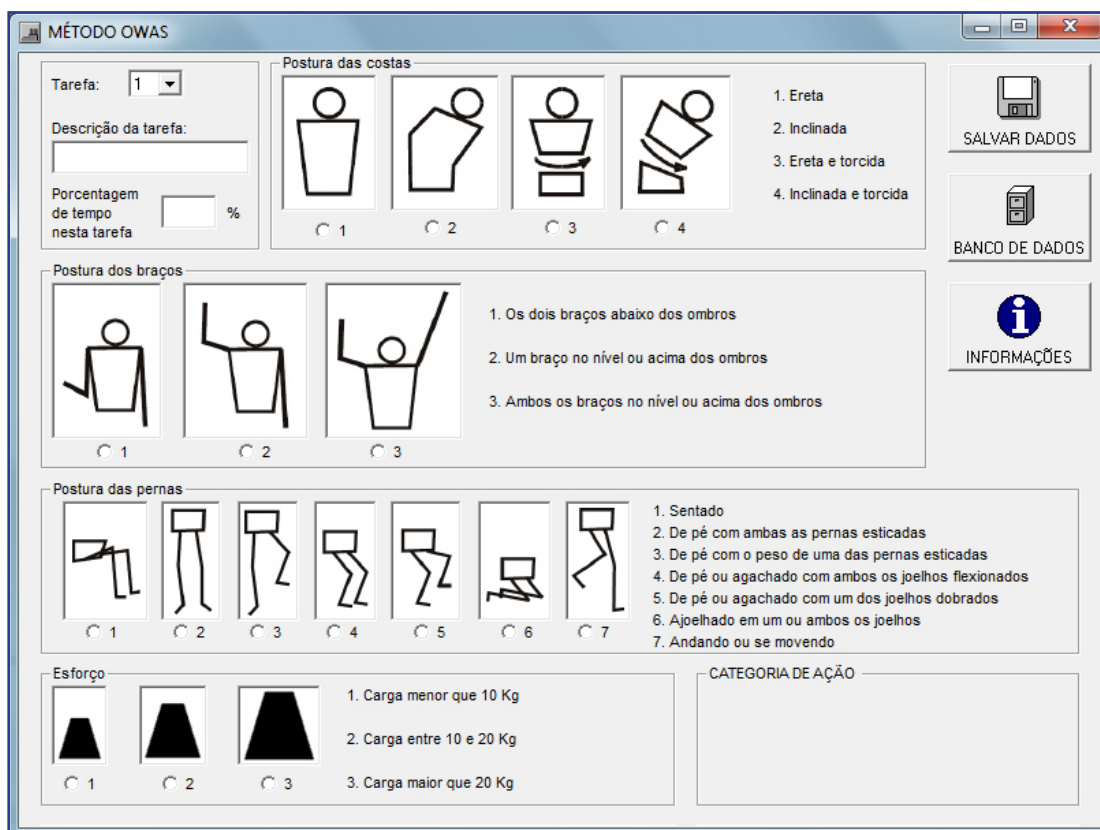 MÉTODO OWAS
Tarefa: 1
Descrição da tarefa:
Porcentagem
de tempo
nesta tarefa
%
Postura das costas
1 2 3 4
1. Ereta
2. Inclinada
3. Ereta e torcida
4. Inclinada e torcida
SALVAR DADOS
BANCO DE DADOS
INFORMAÇÕES
Postura dos braços
1 2 3
1. Os dois braços abaixo dos ombros
2. Um braço no nível ou acima dos ombros
3. Ambos os braços no nível ou acima dos ombros
Postura das pernas
1 2 3 4 5 6 7
1. Sentado
2. De pé com ambas as pernas esticadas
3. De pé com o peso de uma das pernas esticadas
4. De pé ou agachado com ambos os joelhos flexionados
5. De pé ou agachado com um dos joelhos dobrados
6. Ajoelhado em um ou ambos os joelhos
7. Andando ou se movendo
Esforço
1 2 3
1. Carga menor que 10 Kg
2. Carga entre 10 e 20 Kg
3. Carga maior que 20 Kg
CATEGORIA DE AÇÃO